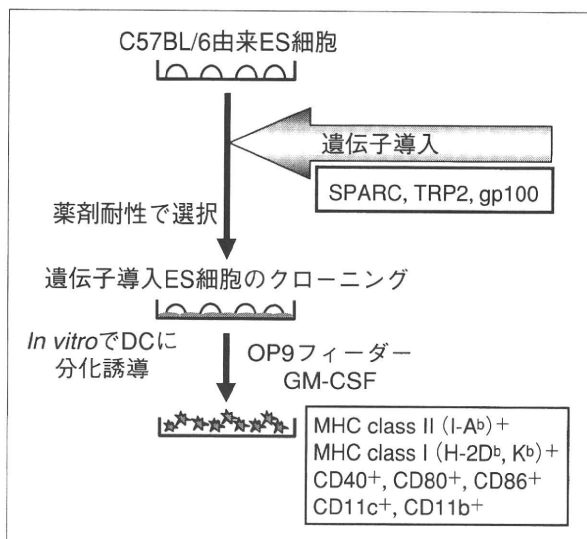 C57BL/6由来ES細胞
遺伝子導入
SPARC, TRP2, gp100
薬剤耐性で選択
遺伝子導入ES細胞のクローニング
In vitroでDCに
分化誘導
OP9フィーダー
GM-CSF
MHC class II (I-Aᵇ)+
MHC class I (H-2Dᵇ, Kᵇ)+
CD40⁺, CD80⁺, CD86⁺
CD11c⁺, CD11b⁺